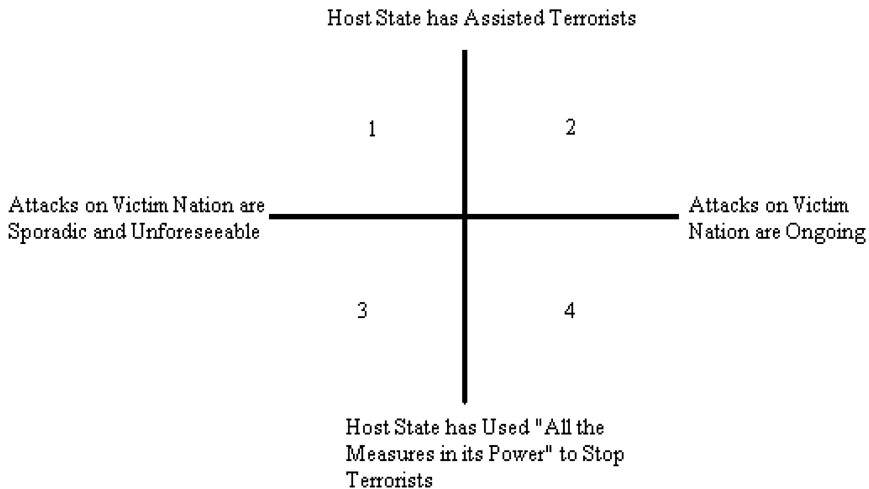 Host State has Assisted Terrorists
1
2
Attacks on Victim Nation are
Sporadic and Unforeseeable
Attacks on Victim
Nation are Ongoing
3
4
Host State has Used "All the
Measures in its Power" to Stop
Terrorists